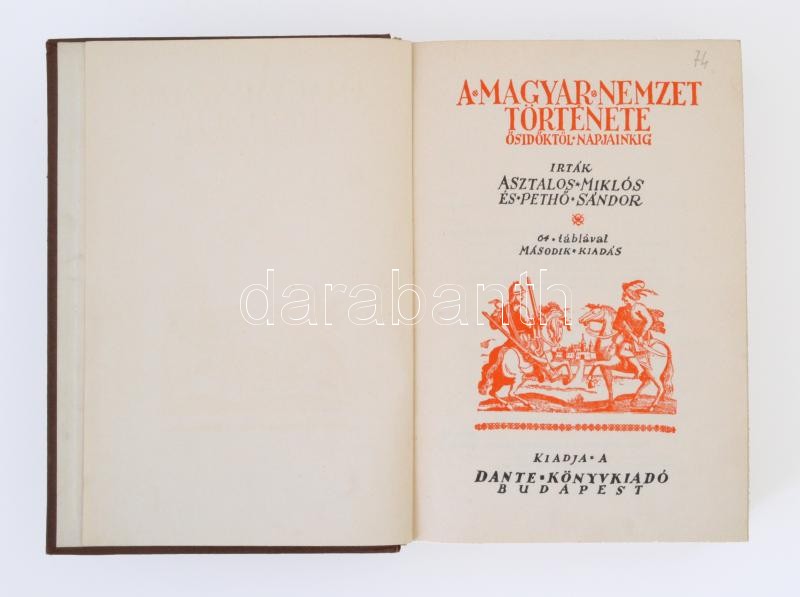 74
A·MAGYAR·NEMZET
TÖRTÉNETE
ŐSIDŐKTŐL·NAPJAINKIG
IRTÁK
ASZTALOS·MIKLÓS
ÉS·PETHŐ·SÁNDOR
64·táblával
MÁSODIK·KIADÁS
darabanth
KIADJA·A
DANTE·KÖNYVKIADÓ
BUDAPEST